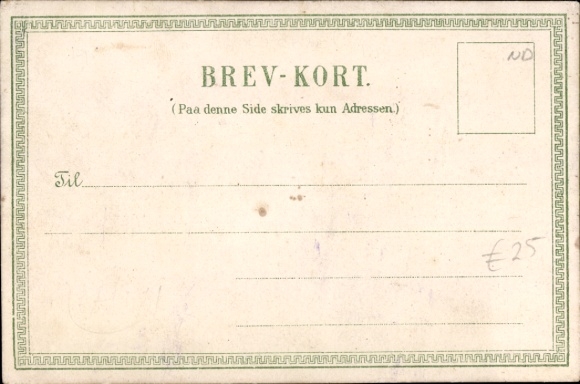 ND
BREV-KORT.
(Paa denne Side skrives kun Adressen.)
Til
£25